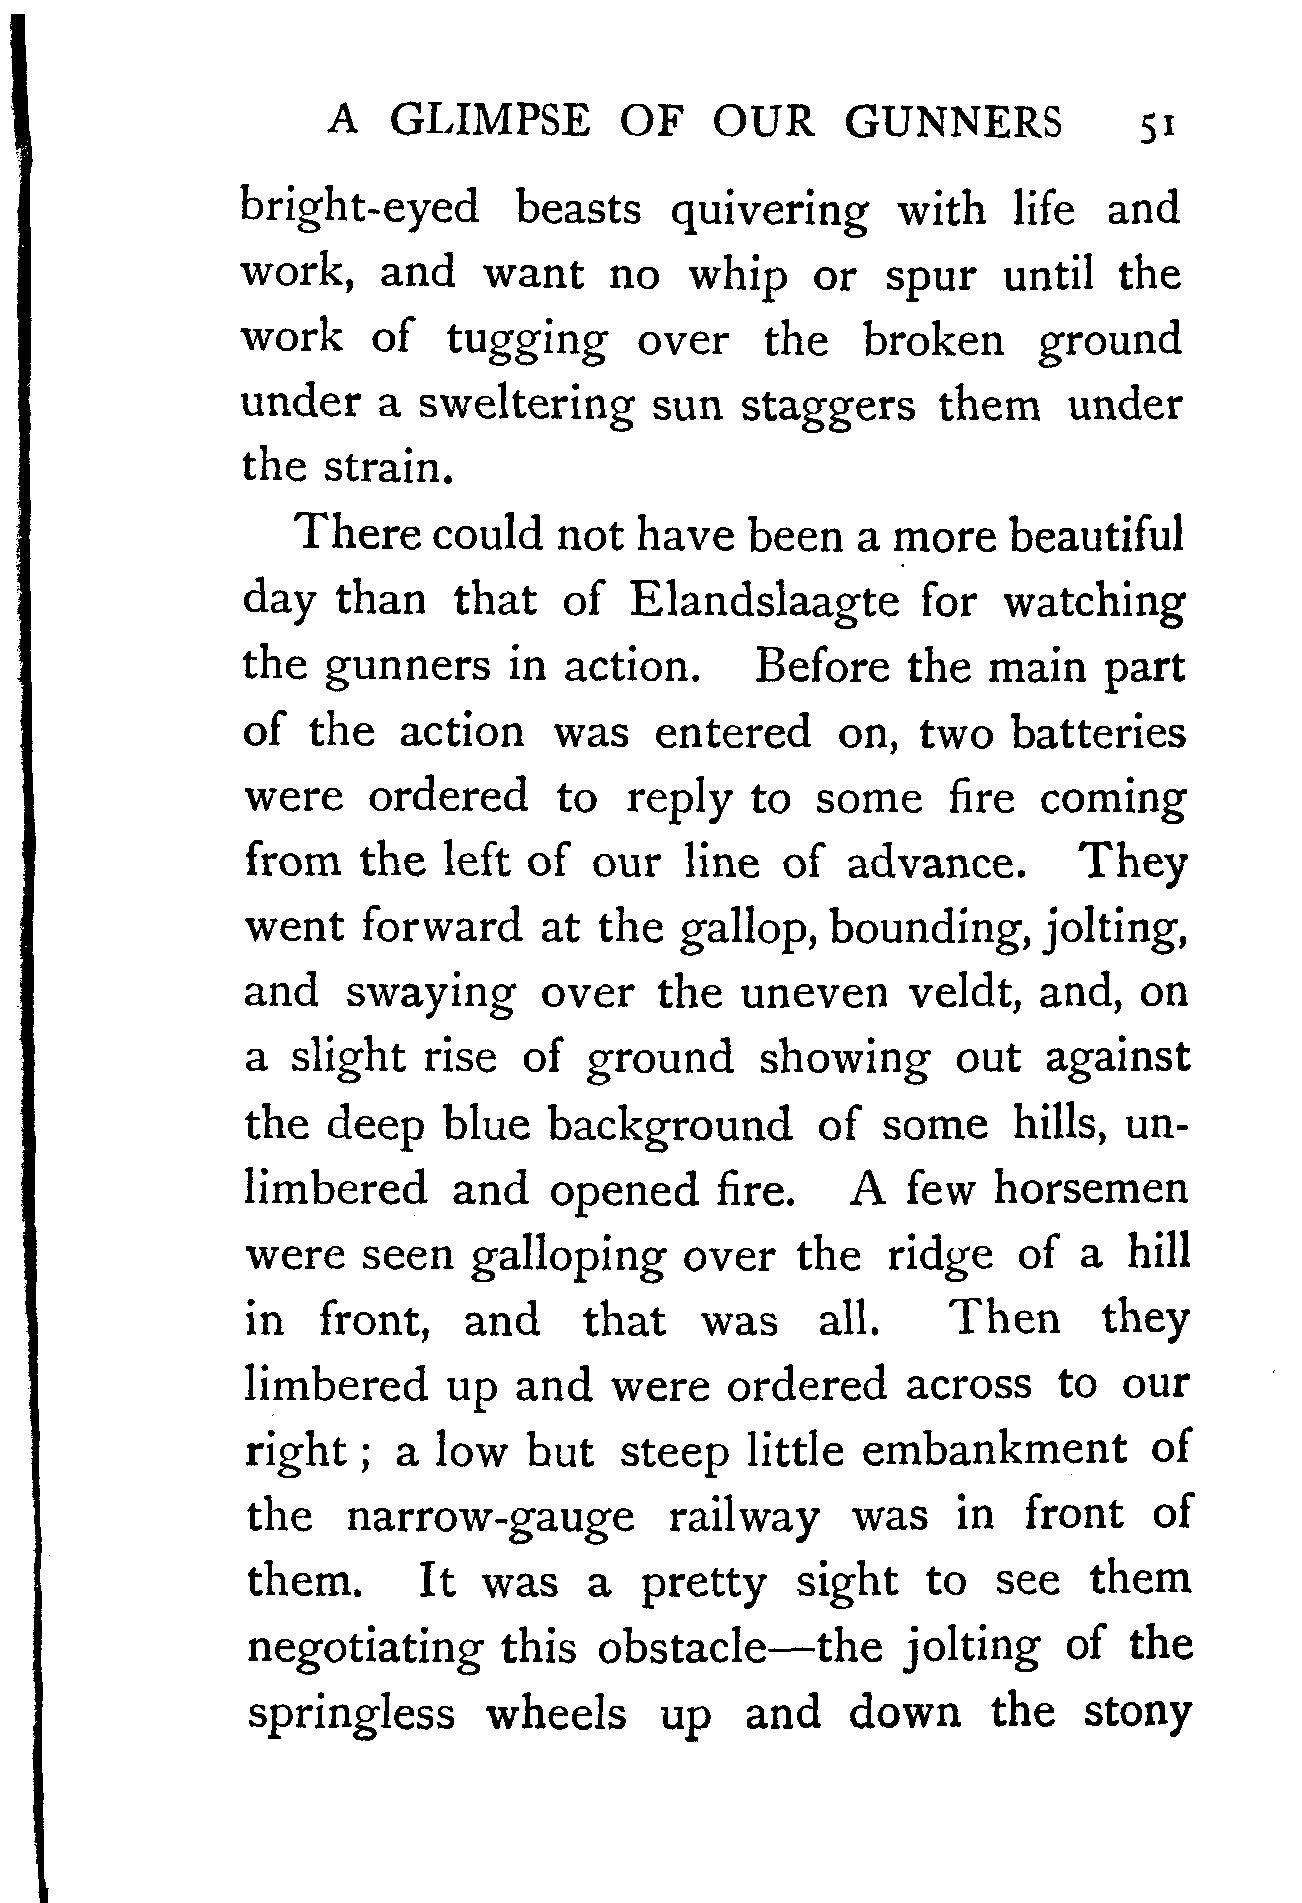 A GLIMPSE OF OUR GUNNERS 51
bright-eyed beasts quivering with life and
work, and want no whip or spur until the
work of tugging over the broken ground
under a sweltering sun staggers them under
the strain.
There could not have been a more beautiful
day than that of Elandslaagte for watching
the gunners in action. Before the main part
of the action was entered on, two batteries
were ordered to reply to some fire coming
from the left of our line of advance. They
went forward at the gallop, bounding, jolting,
and swaying over the uneven veldt, and, on
a slight rise of ground showing out against
the deep blue background of some hills, un-
limbered and opened fire. A few horsemen
were seen galloping over the ridge of a hill
in front, and that was all. Then they
limbered up and were ordered across to our
right ; a low but steep little embankment of
the narrow-gauge railway was in front of
them. It was a pretty sight to see them
negotiating this obstacle—the jolting of the
springless wheels up and down the stony